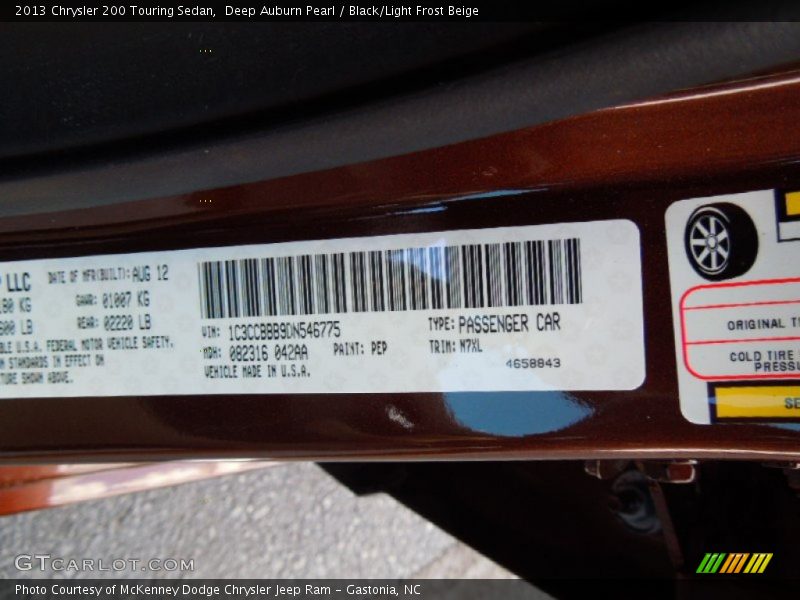 2013 Chrysler 200 Touring Sedan,  Deep Auburn Pearl / Black/Light Frost Beige
LLC
DATE OF MFR(BUILT): AUG 12
GAWR: 01007 KG
REAR: 02220 LB
U.S.A. FEDERAL MOTOR VEHICLE SAFETY.
STANDARDS IN EFFECT ON
SHOWN ABOVE.
VIN: 1C3CCBBB9DN546775
TYPE: PASSENGER CAR
MDH: 082316 042AA
PAINT: PEP
TRIM: M7XL
VEHICLE MADE IN U.S.A.
4658843
ORIGINAL
COLD TIRE
GTCARLOT.COM
Photo Courtesy of McKenney Dodge Chrysler Jeep Ram - Gastonia, NC